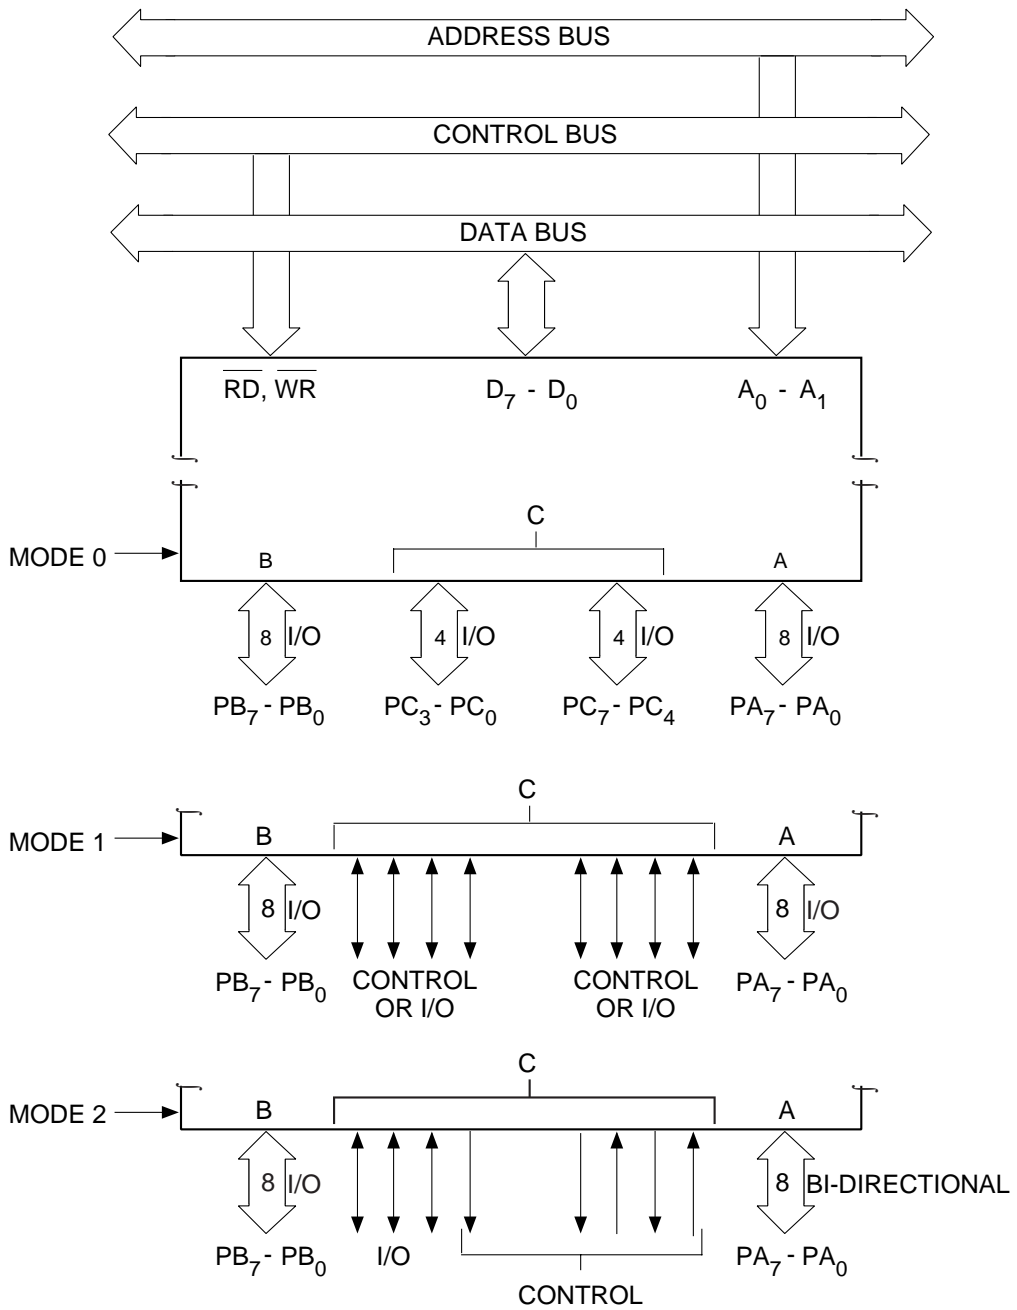 ADDRESS BUS
CONTROL BUS
DATA BUS
RD, WR
D7 - D0
A0 - A1
C
MODE 0
B
A
8 I/O
4 I/O
4 I/O
8 I/O
PB7 - PB0
PC3 - PC0
PC7 - PC4
PA7 - PA0
C
MODE 1
B
A
8 I/O
8 I/O
PB7 - PB0
CONTROL
OR I/O
CONTROL
OR I/O
PA7 - PA0
C
MODE 2
B
A
8 I/O
8 BI-DIRECTIONAL
PB7 - PB0
I/O
PA7 - PA0
CONTROL